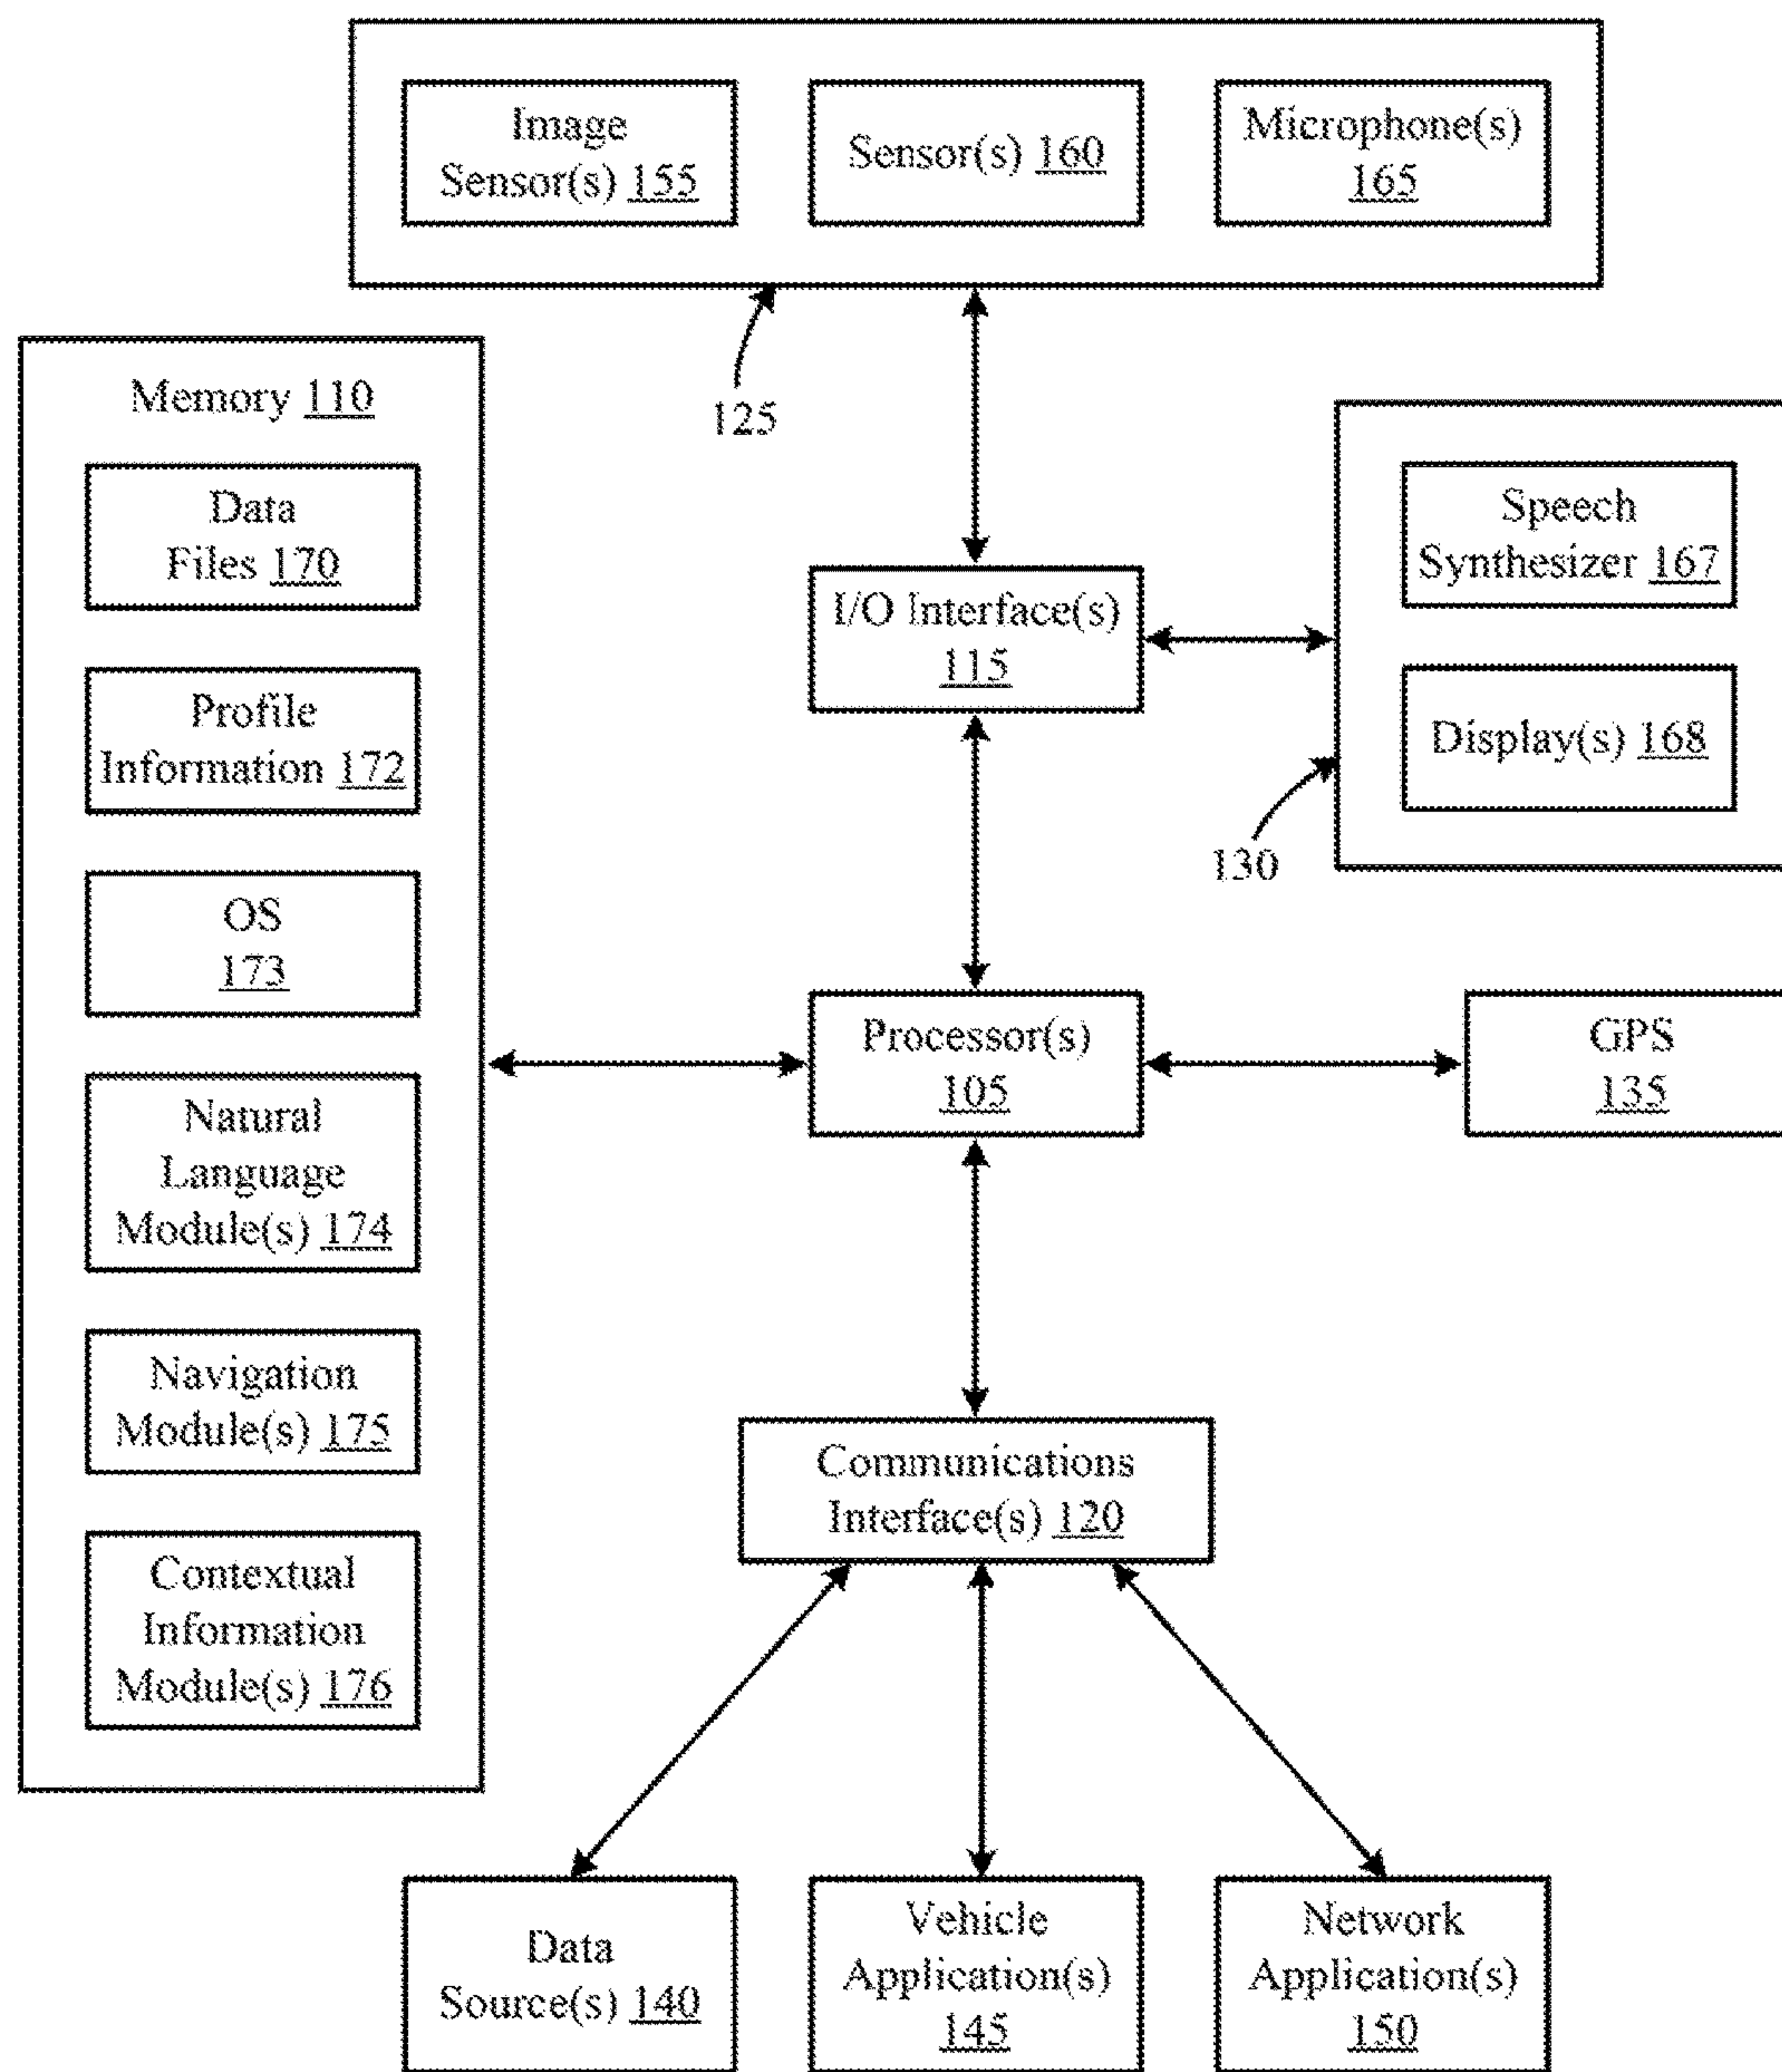 Image
Sensor(s) 155
Sensor(s) 160
Microphone(s)
165
125
Memory 110
Data
Files 170
Profile
Information 172
OS
173
Natural
Language
Module(s) 174
Navigation
Module(s) 175
Contextual
Information
Module(s) 176
I/O Interface(s)
115
Speech
Synthesizer 167
Display(s) 168
130
Processor(s)
105
GPS
135
Communications
Interface(s) 120
Data
Source(s) 140
Vehicle
Application(s)
145
Network
Application(s)
150